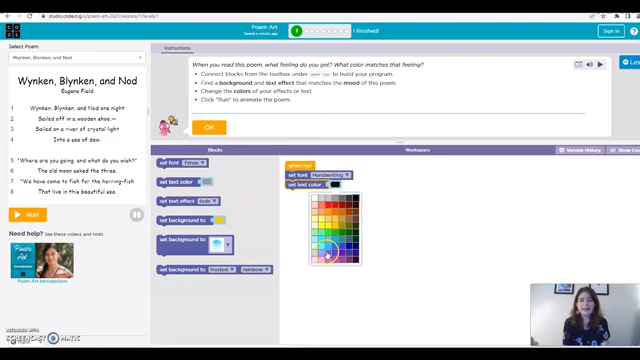 studio.code.org/s/poem-art-2021/lessons/1/levels/1
CODE
Poem Art
1
I finished!
Sign in
Select Poem
Wynken, Blynken, and Nod
Wynken, Blynken, and Nod
Eugene Field
1 Wynken, Blynken, and Nod one night
2 Sailed off in a wooden shoe,—
3 Sailed on a river of crystal light
4 Into a sea of dew.
5 "Where are you going, and what do you wish?"
6 The old moon asked the three.
7 "We have come to fish for the herring-fish
8 That live in this beautiful sea.
Run
Need help? See these videos and hints
Poem Art
Poem Art Introduction
RECORDED WITH
SCREENCAST MATIC
Instructions
When you read this poem, what feeling do you get? What color matches that feeling?
• Connect blocks from the toolbox under when run to build your program.
• Find a background and text effect that matches the mood of this poem.
• Change the colors of your effects or text.
• Click "Run" to animate the poem.
OK
Les
Blocks
Workspace
Version History
Show
set font Times
set text color
set text effect fade
set background to
set background to
set background to frosted rainbow
when run
set font Handwriting
set text color